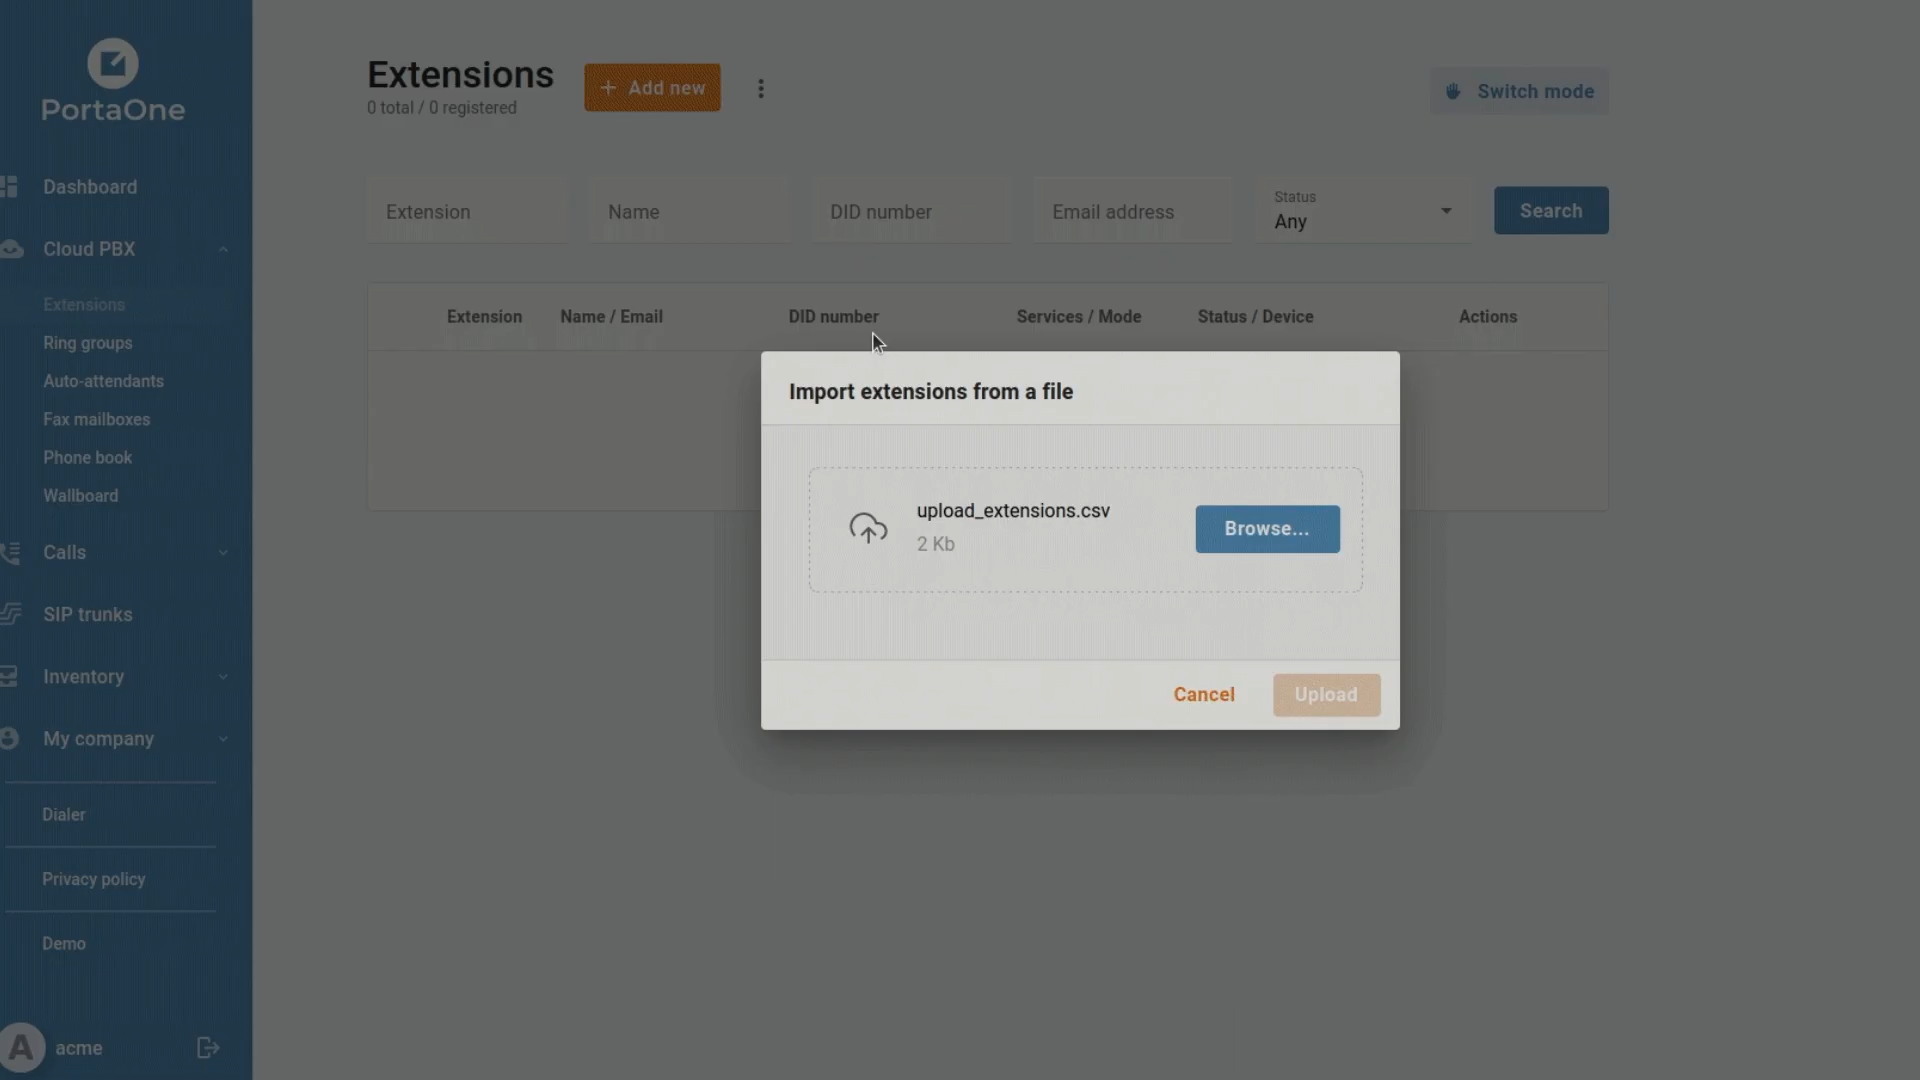 PortaOne
Dashboard
Cloud PBX
Extensions
Ring groups
Auto-attendants
Fax mailboxes
Phone book
Wallboard
Calls
SIP trunks
Inventory
My company
Dialer
Privacy policy
Demo
A acme
Extensions
0 total / 0 registered
+ Add new
Switch mode
Extension
Name
DID number
Email address
Status
Any
Search
Extension Name / Email DID number Services / Mode Status / Device Actions
Import extensions from a file
upload_extensions.csv
2 Kb
Browse...
Cancel Upload